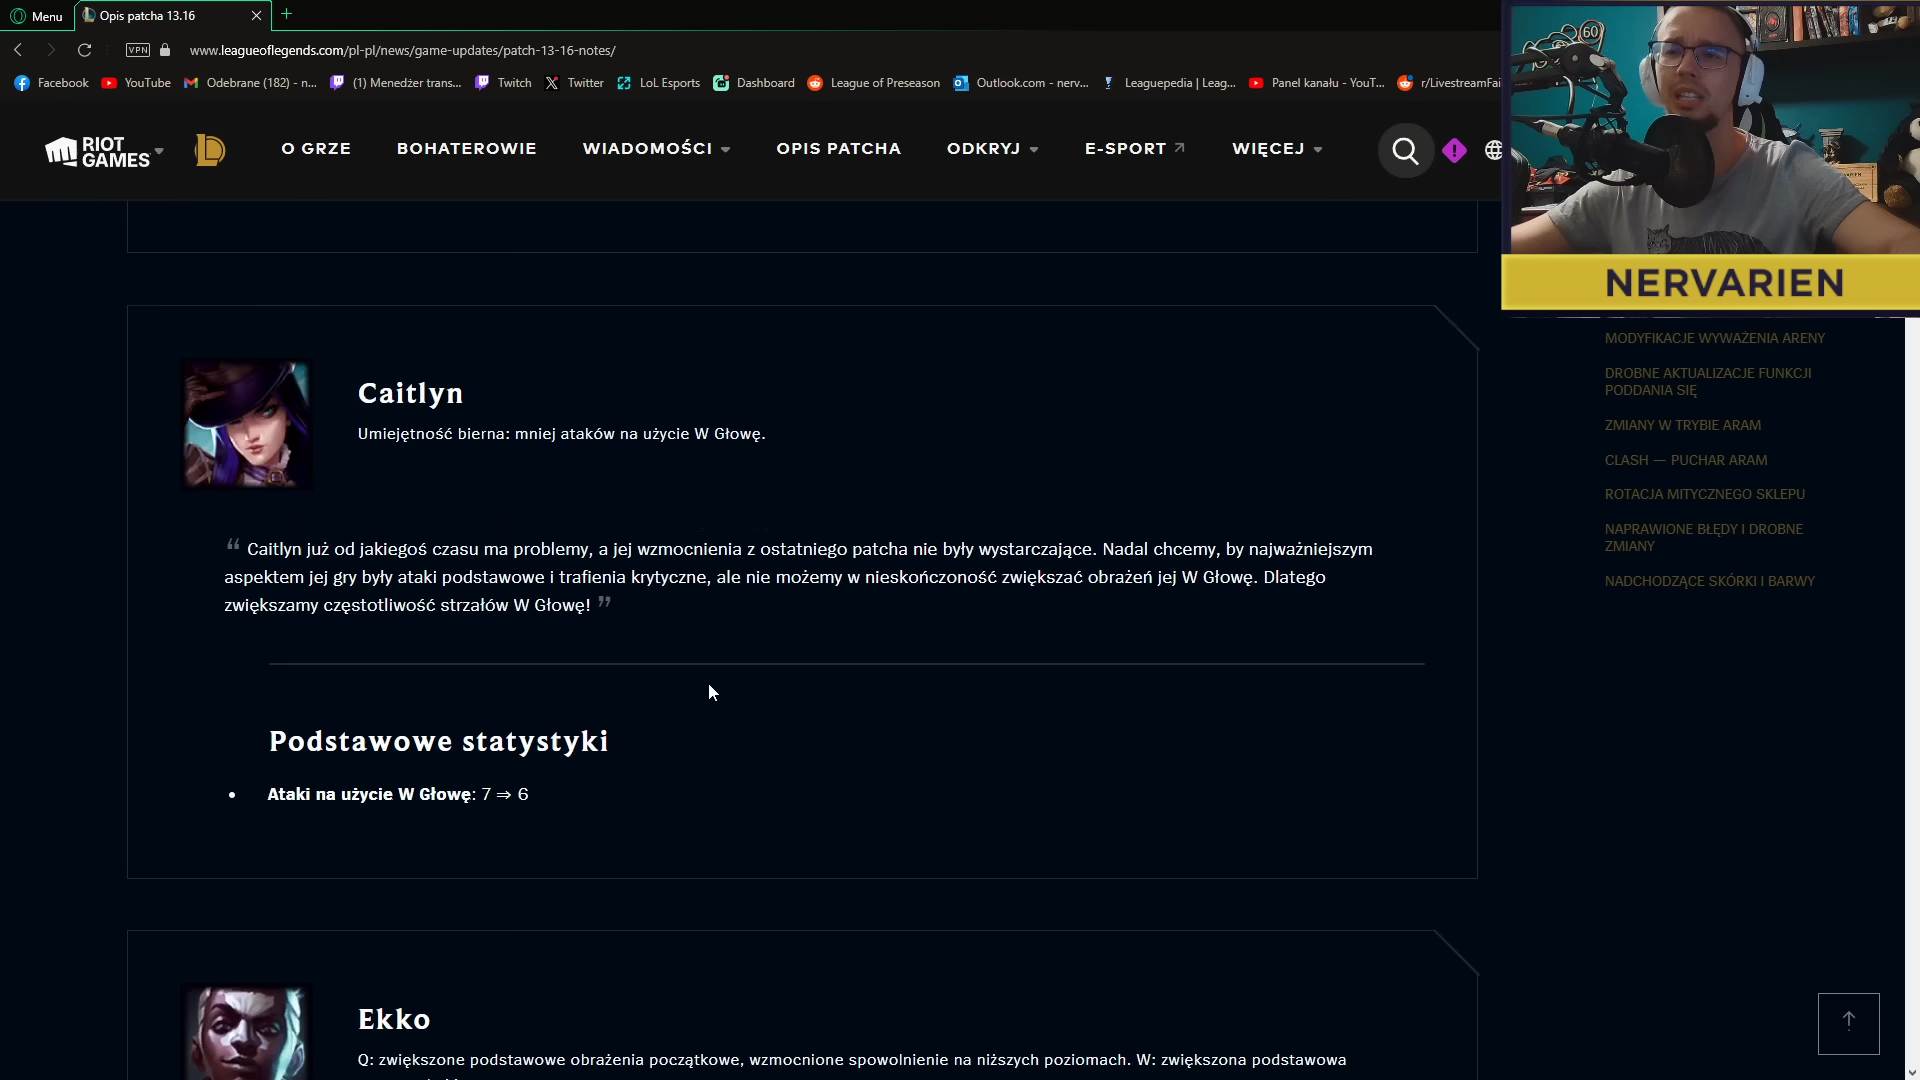 Menu
Opis patcha 13.16
VPN
www.leagueoflegends.com/pl-pl/news/game-updates/patch-13-16-notes/
Facebook
YouTube
Odebrane (182) - n...
(1) Menedżer trans...
Twitch
Twitter
LoL Esports
Dashboard
League of Preseason
Outlook.com - nerv...
Leaguepedia | Leag...
Panel kanału - YouT...
r/LivestreamFai
RIOT
GAMES
O GRZE
BOHATEROWIE
WIADOMOŚCI
OPIS PATCHA
ODKRYJ
E-SPORT
WIĘCEJ
60
NERVARIEN
Caitlyn
Umiejętność bierna: mniej ataków na użycie W Głowę.
“ Caitlyn już od jakiegoś czasu ma problemy, a jej wzmocnienia z ostatniego patcha nie były wystarczające. Nadal chcemy, by najważniejszym
aspektem jej gry były ataki podstawowe i trafienia krytyczne, ale nie możemy w nieskończoność zwiększać obrażeń jej W Głowę. Dlatego
zwiększamy częstotliwość strzałów W Głowę! ”
Podstawowe statystyki
• Ataki na użycie W Głowę: 7 ⇒ 6
Ekko
Q: zwiększone podstawowe obrażenia początkowe, wzmocnione spowolnienie na niższych poziomach. W: zwiększona podstawowa
MODYFIKACJE WYWAŻENIA ARENY
DROBNE AKTUALIZACJE FUNKCJI
PODDANIA SIĘ
ZMIANY W TRYBIE ARAM
CLASH — PUCHAR ARAM
ROTACJA MITYCZNEGO SKLEPU
NAPRAWIONE BŁĘDY I DROBNE
ZMIANY
NADCHODZĄCE SKÓRKI I BARWY